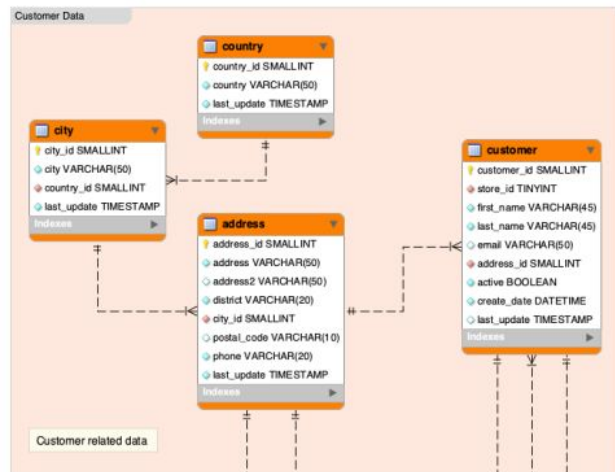 Customer Data
country
country_id SMALLINT
country VARCHAR(50)
last_update TIMESTAMP
Indexes
city
city_id SMALLINT
city VARCHAR(50)
country_id SMALLINT
last_update TIMESTAMP
Indexes
address
address_id SMALLINT
address VARCHAR(50)
address2 VARCHAR(50)
district VARCHAR(20)
city_id SMALLINT
postal_code VARCHAR(10)
phone VARCHAR(20)
last_update TIMESTAMP
Indexes
customer
customer_id SMALLINT
store_id TINYINT
first_name VARCHAR(45)
last_name VARCHAR(45)
email VARCHAR(50)
address_id SMALLINT
active BOOLEAN
create_date DATETIME
last_update TIMESTAMP
Indexes
Customer related data